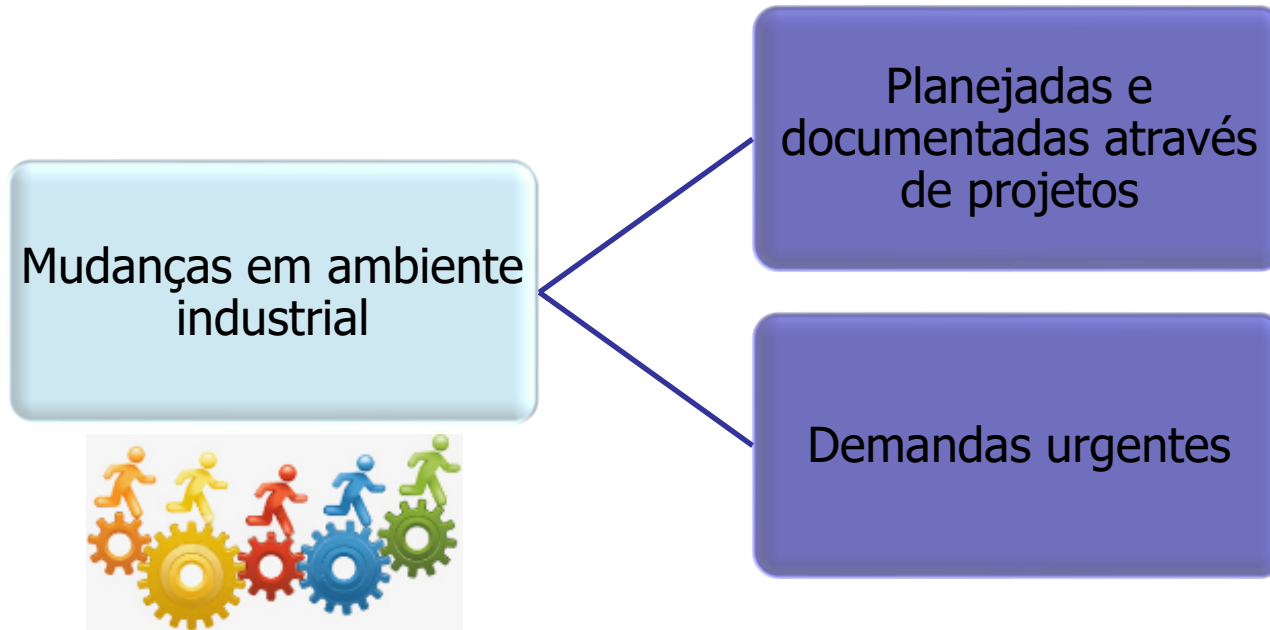 Mudanças em ambiente
industrial
Planejadas e
documentadas através
de projetos
Demandas urgentes